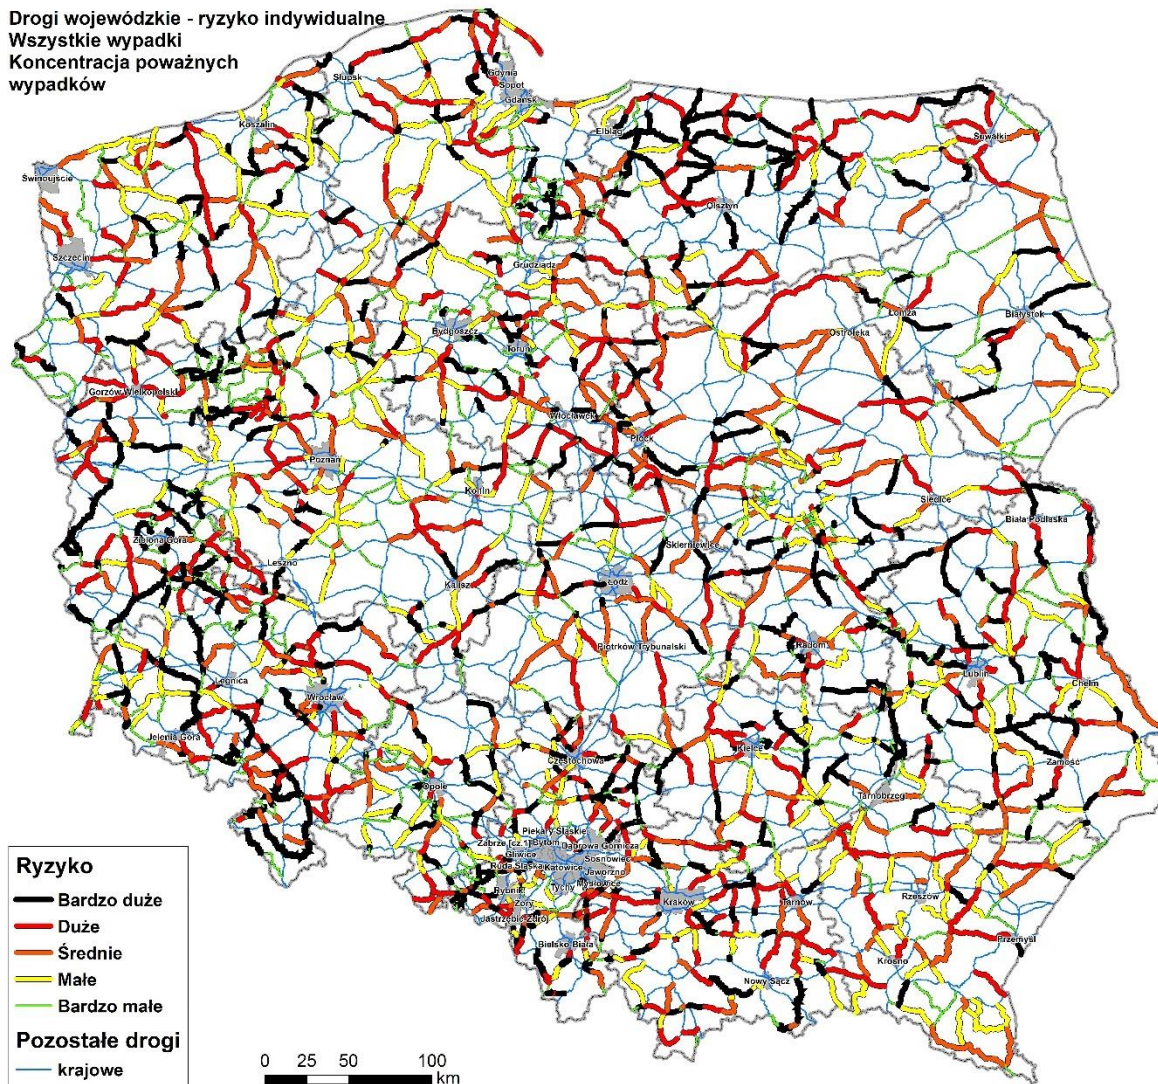 Drogi wojewódzkie - ryzyko indywidualne
Wszystkie wypadki
Koncentracja poważnych
wypadków
Gdynia
Słupsk
Sopot
Gdańsk
Koszalin
Elbląg
Suwałki
Świnoujście
Olsztyn
Szczecin
Grudziądz
Łomża
Białystok
Bydgoszcz
Ostrołęka
Toruń
Gorzów Wielkopolski
Włocławek
Płock
Poznań
Konin
Siedlce
Biała Podlaska
Zielona Góra
Skierniewice
Leszno
Kalisz
Łódź
Piotrków Trybunalski
Radom
Lublin
Legnica
Chełm
Wrocław
Jelenia Góra
Kielce
Częstochowa
Zamość
Opole
Tarnobrzeg
Piekary Śląskie
Zabrze [cz.1]
Bytom
Dąbrowa Górnicza
Gliwice
Sosnowiec
Ruda Śląska
Katowice
Jaworzno
Tychy
Mysłowice
Rybnik
Żory
Kraków
Tarnów
Rzeszów
Jastrzębie Zdrój
Bielsko Biała
Przemyśl
Krosno
Nowy Sącz
Ryzyko
Bardzo duże
Duże
Średnie
Małe
Bardzo małe
Pozostałe drogi
krajowe
0 25 50 100
km